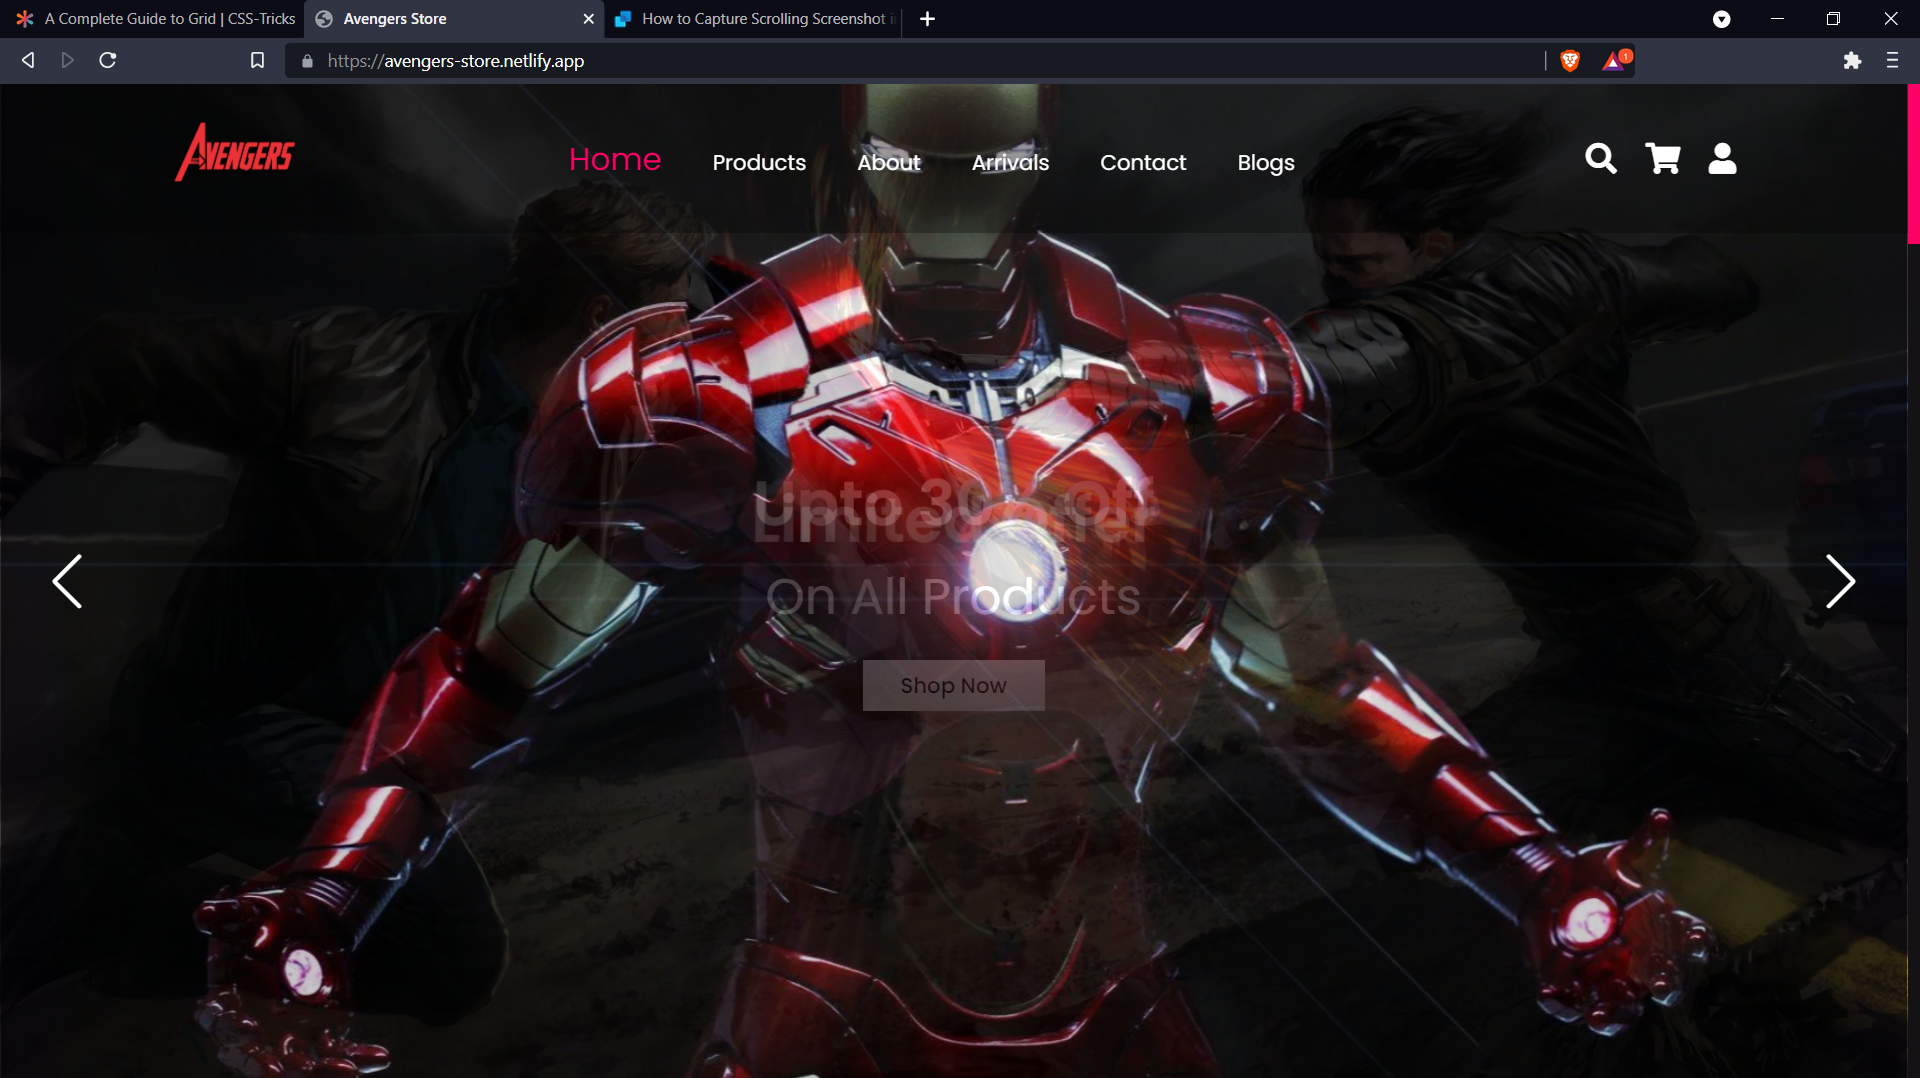 A Complete Guide to Grid | CSS-Tricks
Avengers Store
How to Capture Scrolling Screenshot i
https://avengers-store.netlify.app
1
AVENGERS
Home
Products
About
Arrivals
Contact
Blogs
Upto 30% Off
Limited Offer
On All Products
Shop Now